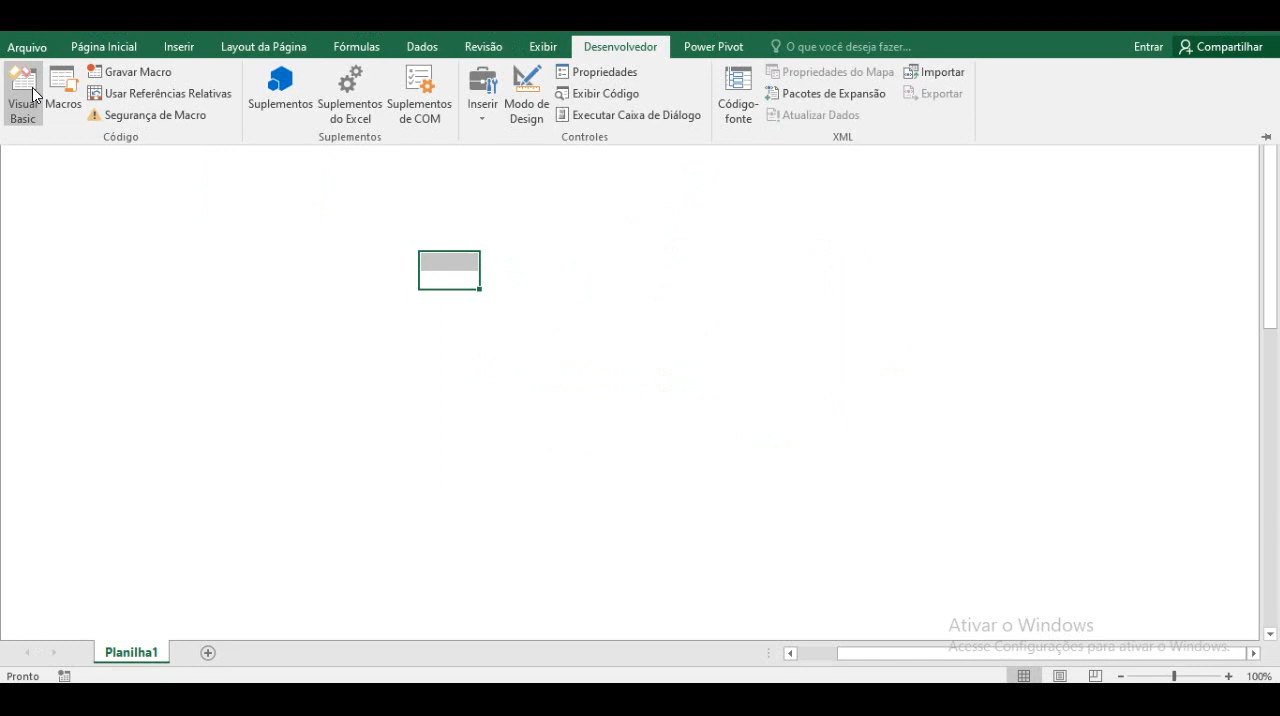 Arquivo Página Inicial Inserir Layout da Página Fórmulas Dados Revisão Exibir Desenvolvedor Power Pivot O que você deseja fazer... Entrar Compartilhar
Visual Basic
Macros
Gravar Macro
Usar Referências Relativas
Segurança de Macro
Código
Suplementos
Suplementos do Excel
Suplementos de COM
Suplementos
Inserir
Modo de Design
Propriedades
Exibir Código
Executar Caixa de Diálogo
Controles
Código-fonte
Propriedades do Mapa
Pacotes de Expansão
Atualizar Dados
Importar
Exportar
XML
Ativar o Windows
Acesse Configurações para ativar o Windows.
Planilha1
Pronto
100%